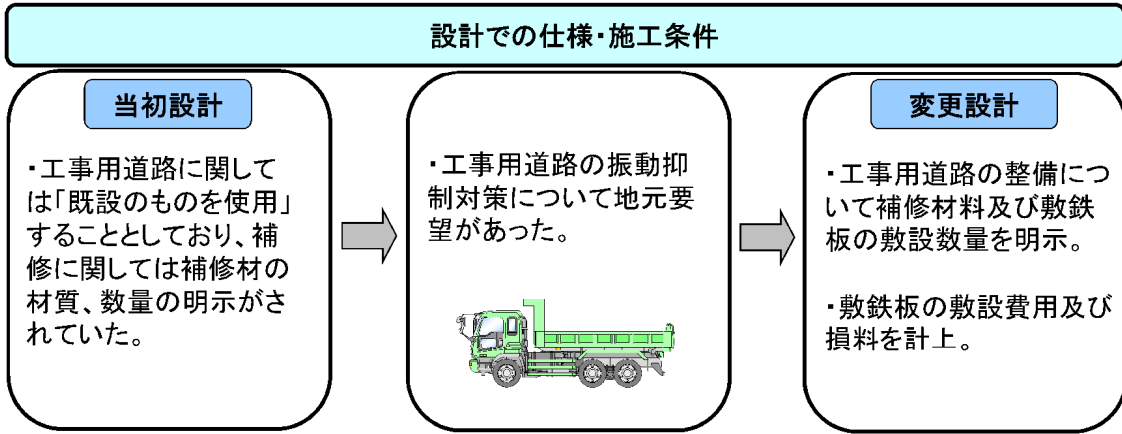 設計での仕様・施工条件
当初設計
・工事用道路に関して
は「既設のものを使用」
することとしており、補
修に関しては補修材の
材質、数量の明示がさ
れていた。
・工事用道路の振動抑
制対策について地元要
望があった。
変更設計
・工事用道路の整備につ
いて補修材料及び敷鉄
板の敷設数量を明示。
・敷鉄板の敷設費用及び
損料を計上。